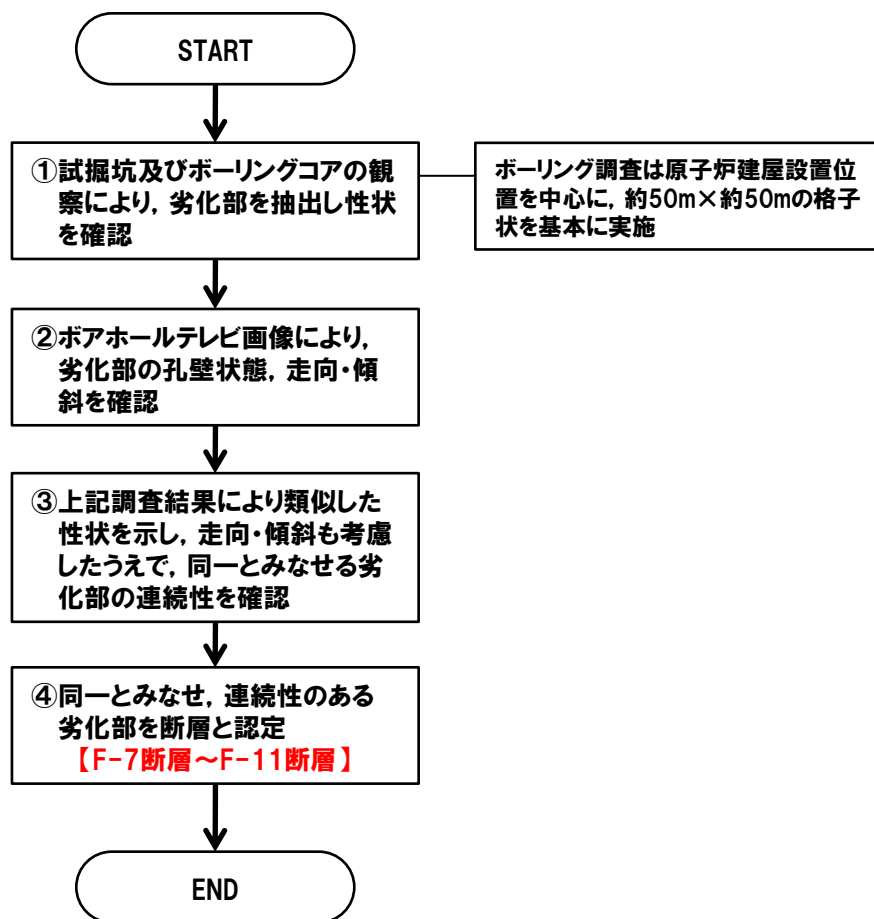 START
①試掘坑及びボーリングコアの観
察により，劣化部を抽出し性状
を確認
ボーリング調査は原子炉建屋設置位
置を中心に，約50m×約50mの格子
状を基本に実施
②ボアホールテレビ画像により，
劣化部の孔壁状態，走向・傾
斜を確認
③上記調査結果により類似した
性状を示し，走向・傾斜も考慮
したうえで，同一とみなせる劣
化部の連続性を確認
④同一とみなせ，連続性のある
劣化部を断層と認定
【F-7断層～F-11断層】
END